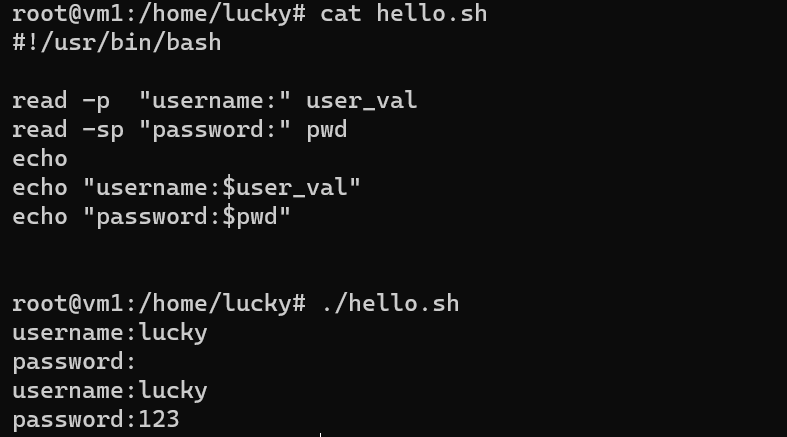 root@vm1:/home/lucky# cat hello.sh
#!/usr/bin/bash
read -p  "username:" user_val
read -sp "password:" pwd
echo
echo "username:$user_val"
echo "password:$pwd"
root@vm1:/home/lucky# ./hello.sh
username:lucky
password:
username:lucky
password:123